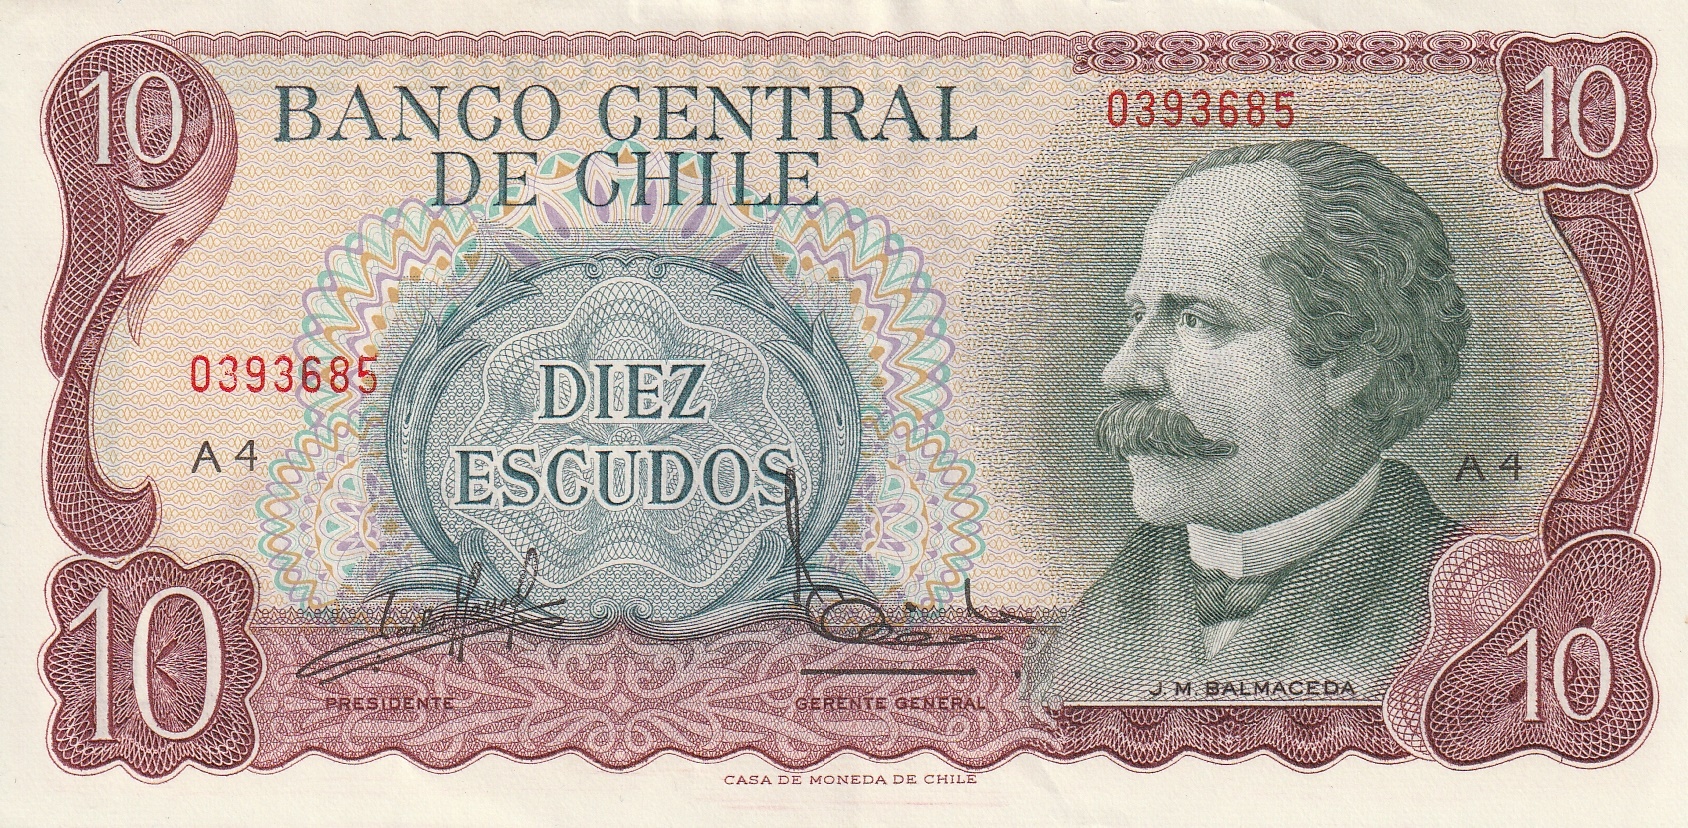 10
10
BANCO CENTRAL
DE CHILE
0393685
0393685
A 4
DIEZ
ESCUDOS
A 4
PRESIDENTE
GERENTE GENERAL
J. M. BALMACEDA
10
10
CASA DE MONEDA DE CHILE